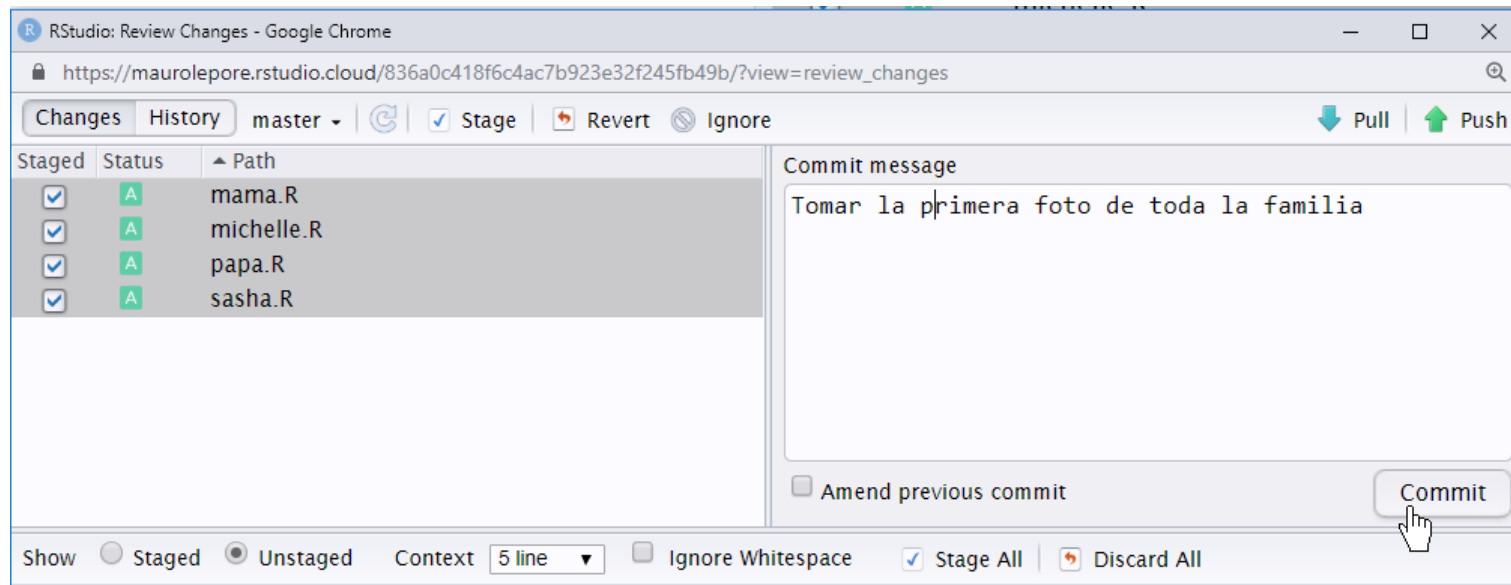 R RStudio: Review Changes - Google Chrome
https://maurolepore.rstudio.cloud/836a0c418f6c4ac7b923e32f245fb49b/?view=review_changes
Changes History master Stage Revert Ignore Pull Push
Staged Status Path
A mama.R
A michelle.R
A papa.R
A sasha.R
Commit message
Tomar la primera foto de toda la familia
Amend previous commit Commit
Show Staged Unstaged Context 5 line Ignore Whitespace Stage All Discard All